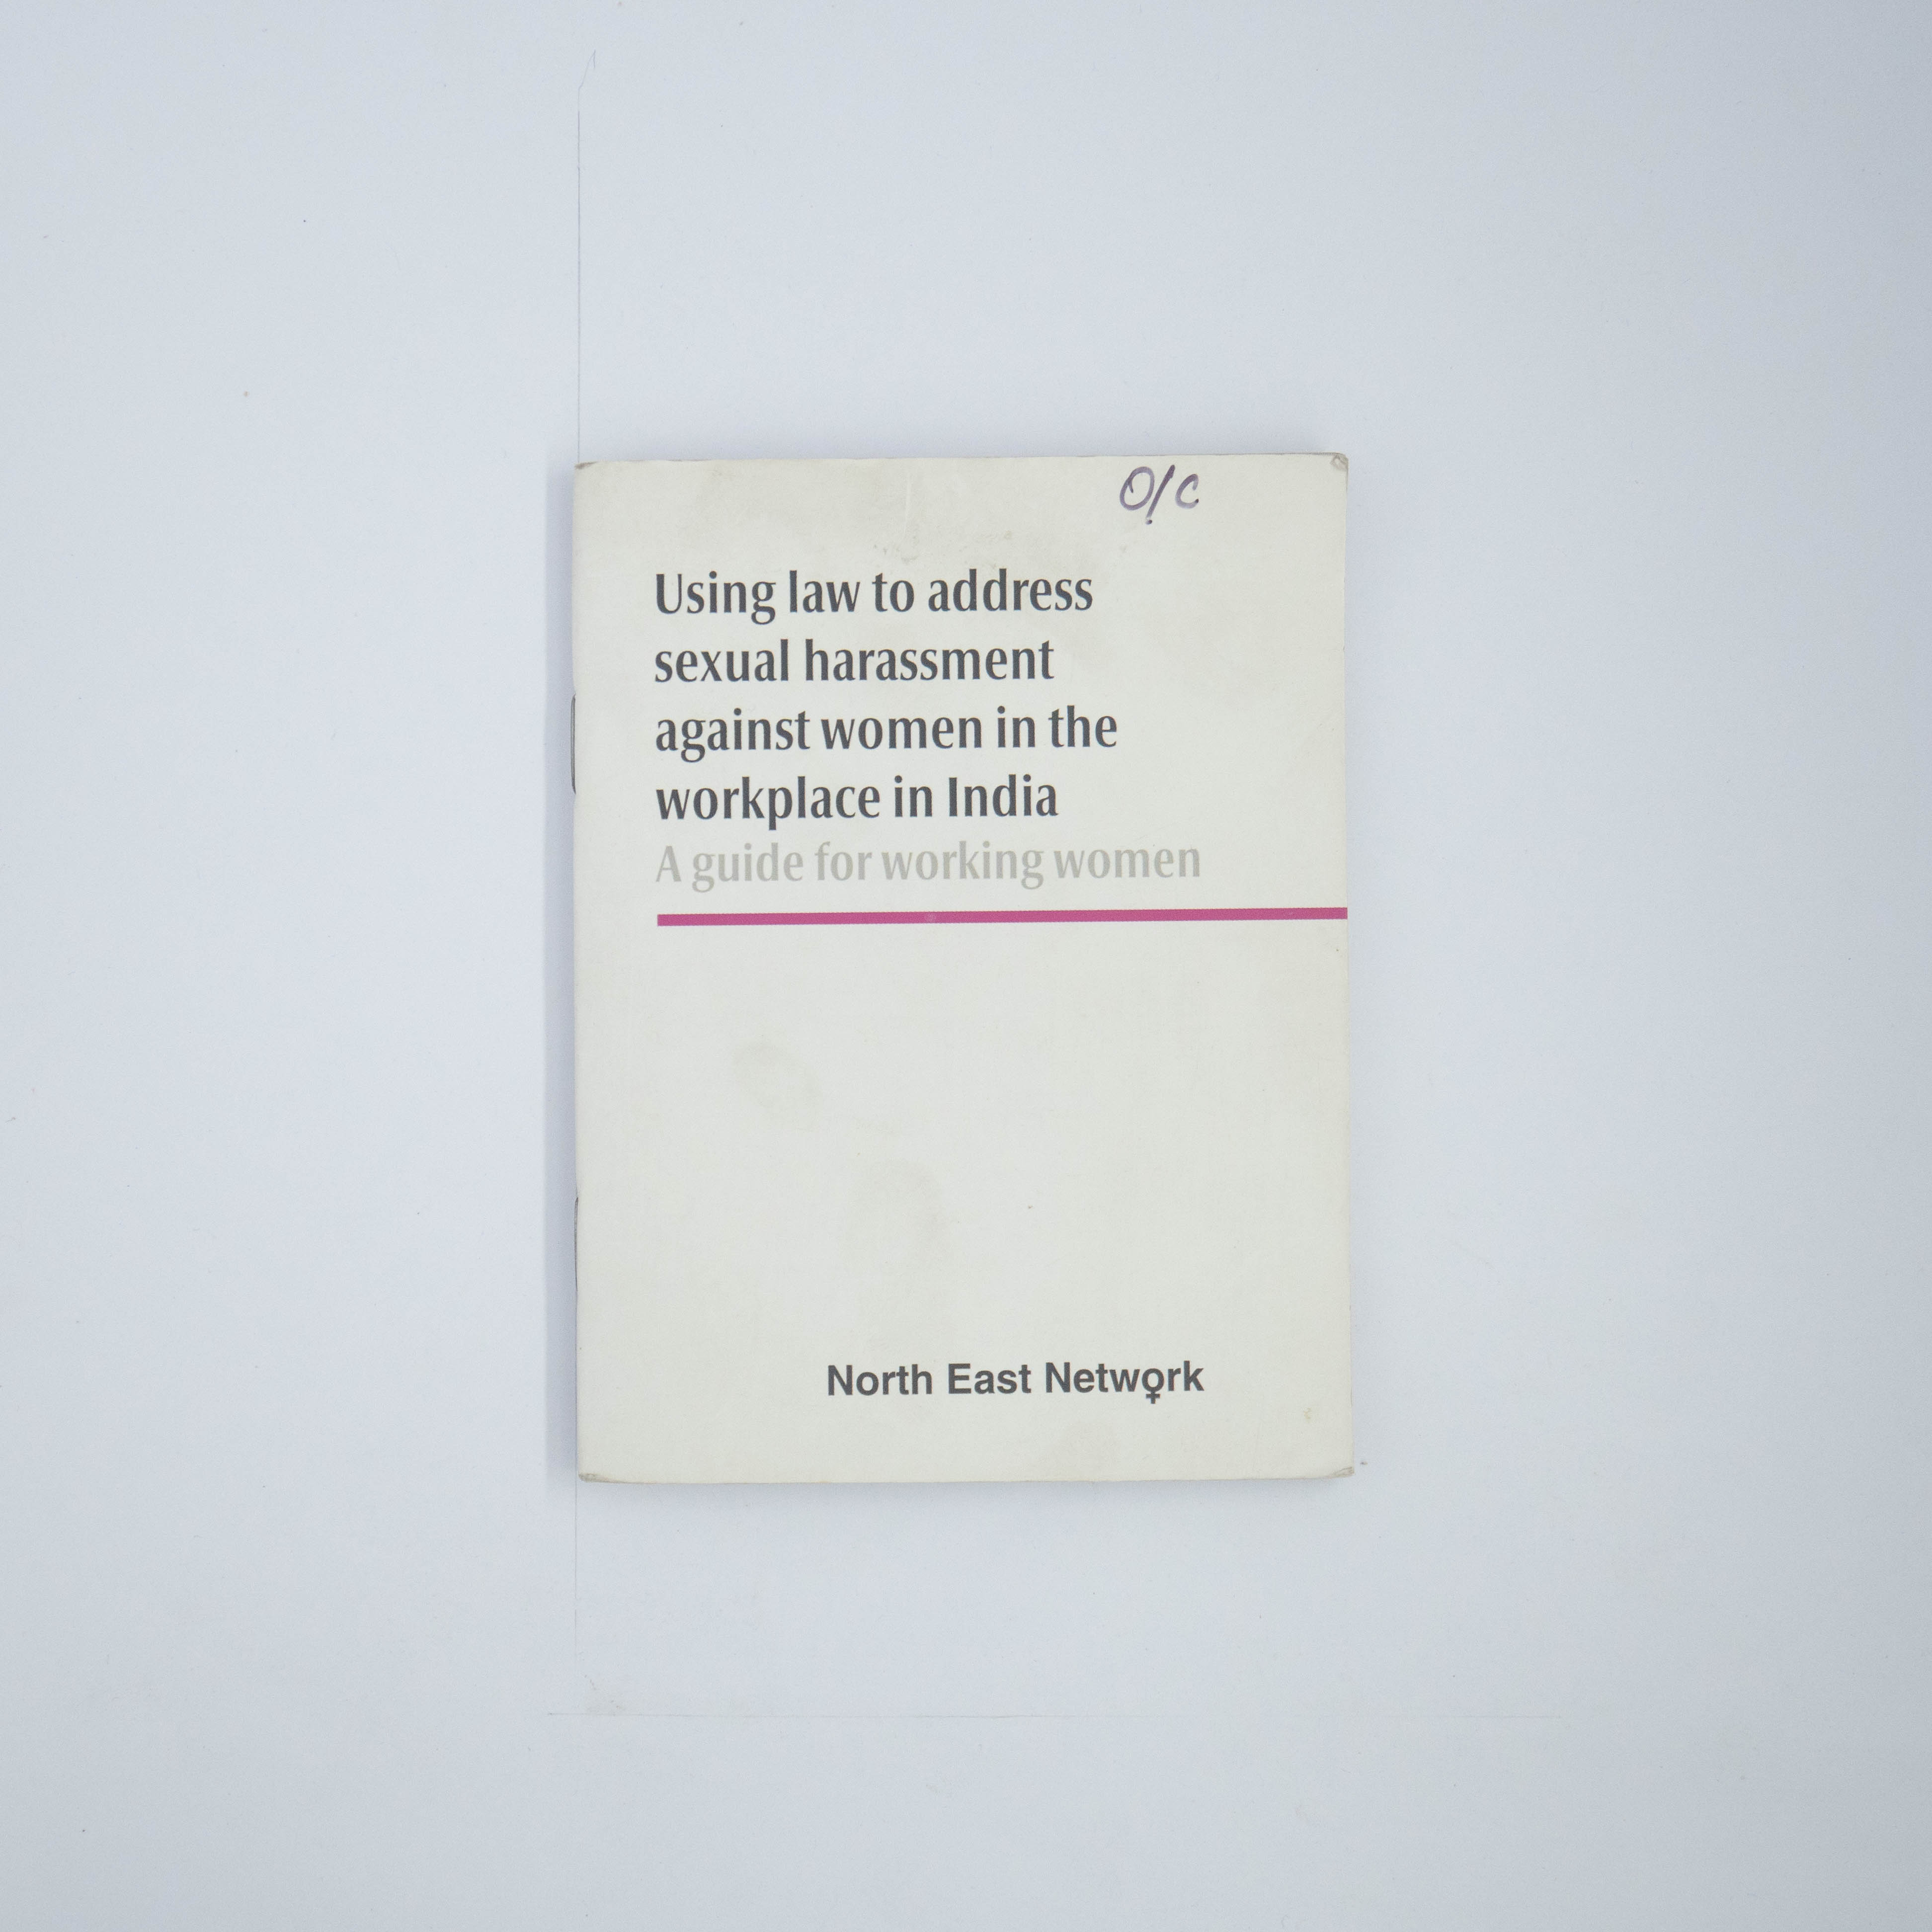 O/C
Using law to address
sexual harassment
against women in the
workplace in India
A guide for working women
North East Network